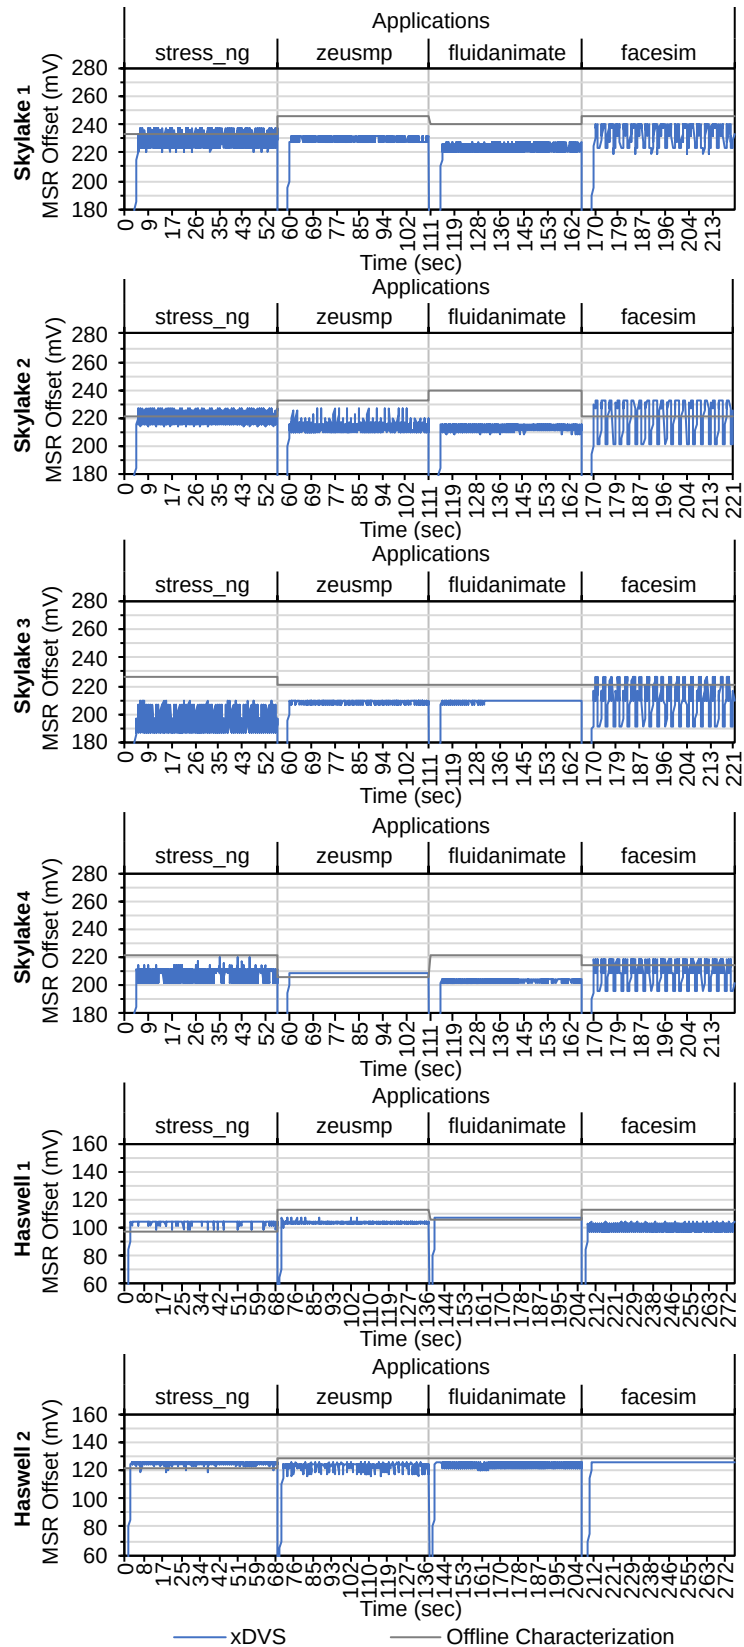 Applications
stress_ng zeusmp fluidanimate facesim
Skylake 1
MSR Offset (mV)
280
260
240
220
200
180
0 9 17 26 35 43 52 60 69 77 85 94 102 111 119 128 136 145 153 162 170 179 187 196 204 213
Time (sec)
Applications
stress_ng zeusmp fluidanimate facesim
Skylake 2
MSR Offset (mV)
280
260
240
220
200
180
0 9 17 26 35 43 52 60 69 77 85 94 102 111 119 128 136 145 153 162 170 179 187 196 204 213 221
Time (sec)
Applications
stress_ng zeusmp fluidanimate facesim
Skylake 3
MSR Offset (mV)
280
260
240
220
200
180
0 9 17 26 35 43 52 60 69 77 85 94 102 111 119 128 136 145 153 162 170 179 187 196 204 213 221
Time (sec)
Applications
stress_ng zeusmp fluidanimate facesim
Skylake 4
MSR Offset (mV)
280
260
240
220
200
180
0 9 17 26 35 43 52 60 69 77 85 94 102 111 119 128 136 145 153 162 170 179 187 196 204 213
Time (sec)
Applications
stress_ng zeusmp fluidanimate facesim
Haswell 1
MSR Offset (mV)
160
140
120
100
80
60
0 8 17 25 34 42 51 59 68 76 85 93 102 110 119 127 136 144 153 161 170 178 187 195 204 212 221 229 238 246 255 263 272
Time (sec)
Applications
stress_ng zeusmp fluidanimate facesim
Haswell 2
MSR Offset (mV)
160
140
120
100
80
60
0 8 17 25 34 42 51 59 68 76 85 93 102 110 119 127 136 144 153 161 170 178 187 195 204 212 221 229 238 246 255 263 272
Time (sec)
xDVS Offline Characterization